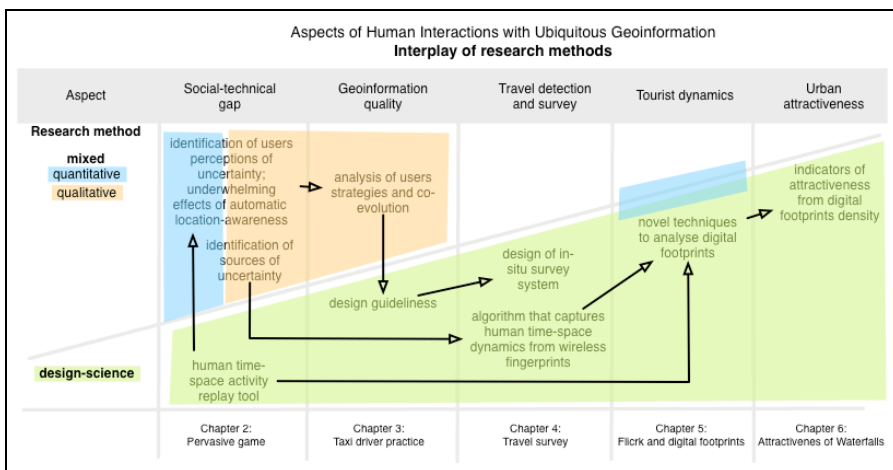 Aspects of Human Interactions with Ubiquitous Geoinformation
Interplay of research methods
Aspect
Social-technical
gap
Geoinformation
quality
Travel detection
and survey
Tourist dynamics
Urban
attractiveness
Research method
mixed
quantitative
qualitative
identification of users
perceptions of
uncertainty;
underwhelming
effects of automatic
location-awareness
identification of
sources of
uncertainty
analysis of users
strategies and co-
evolution
indicators of
attractiveness
from digital
footprints density
novel techniques
to analyse digital
footprints
design of in-
situ survey
system
design guideliness
algorithm that captures
human time-space
dynamics from wireless
fingerprints
design-science
human time-
space activity
replay tool
Chapter 2:
Pervasive game
Chapter 3:
Taxi driver practice
Chapter 4:
Travel survey
Chapter 5:
Flicrk and digital footprints
Chapter 6:
Attractivenes of Waterfalls